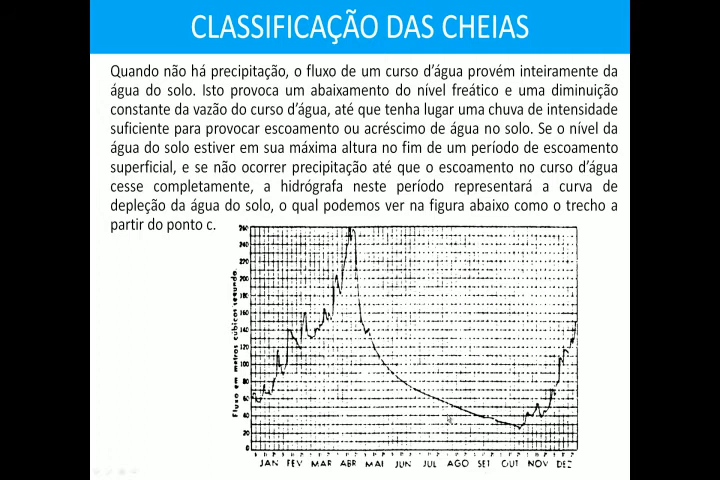 CLASSIFICAÇÃO DAS CHEIAS
Quando não há precipitação, o fluxo de um curso d'água provém inteiramente da
água do solo. Isto provoca um abaixamento do nível freático e uma diminuição
constante da vazão do curso d'água, até que tenha lugar uma chuva de intensidade
suficiente para provocar escoamento ou acréscimo de água no solo. Se o nível da
água do solo estiver em sua máxima altura no fim de um período de escoamento
superficial, e se não ocorrer precipitação até que o escoamento no curso d'água
cesse completamente, a hidrógrafa neste período representará a curva de
depleção da água do solo, o qual podemos ver na figura abaixo como o trecho a
partir do ponto c.
Fluxo em metros cúbicos segundo.
260
240
220
200
180
160
140
120
100
80
60
40
20
0
JAN FEV MAR ABR MAI JUN JUL AGO SET OUT NOV DEZ